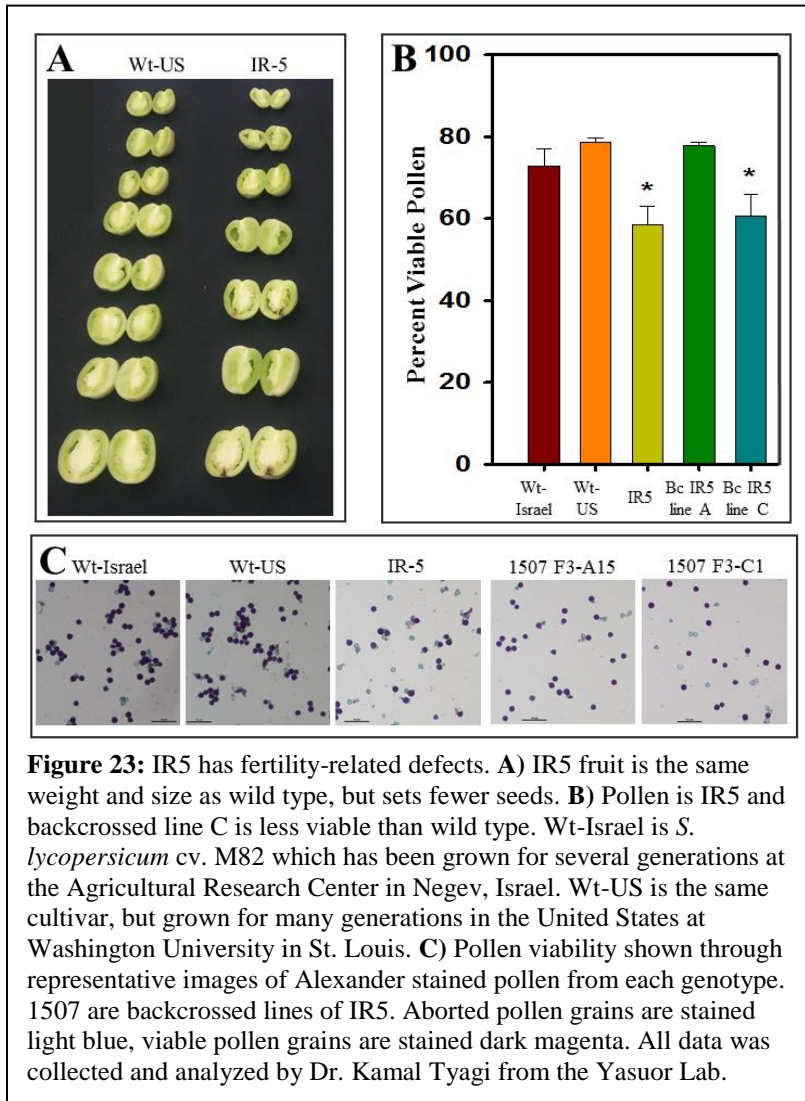 A
Wt-US IR-5
B
100
80
60
40
20
0
Percent Viable Pollen
* *
Wt-Israel
Wt-US
IR5
Bc IR5 line A
Bc IR5 line C
C
Wt-Israel Wt-US IR-5 1507 F3-A15 1507 F3-C1
Figure 23: IR5 has fertility-related defects. A) IR5 fruit is the same
weight and size as wild type, but sets fewer seeds. B) Pollen is IR5 and
backcrossed line C is less viable than wild type. Wt-Israel is S.
lycopersicum cv. M82 which has been grown for several generations at
the Agricultural Research Center in Negev, Israel. Wt-US is the same
cultivar, but grown for many generations in the United States at
Washington University in St. Louis. C) Pollen viability shown through
representative images of Alexander stained pollen from each genotype.
1507 are backcrossed lines of IR5. Aborted pollen grains are stained
light blue, viable pollen grains are stained dark magenta. All data was
collected and analyzed by Dr. Kamal Tyagi from the Yasuor Lab.